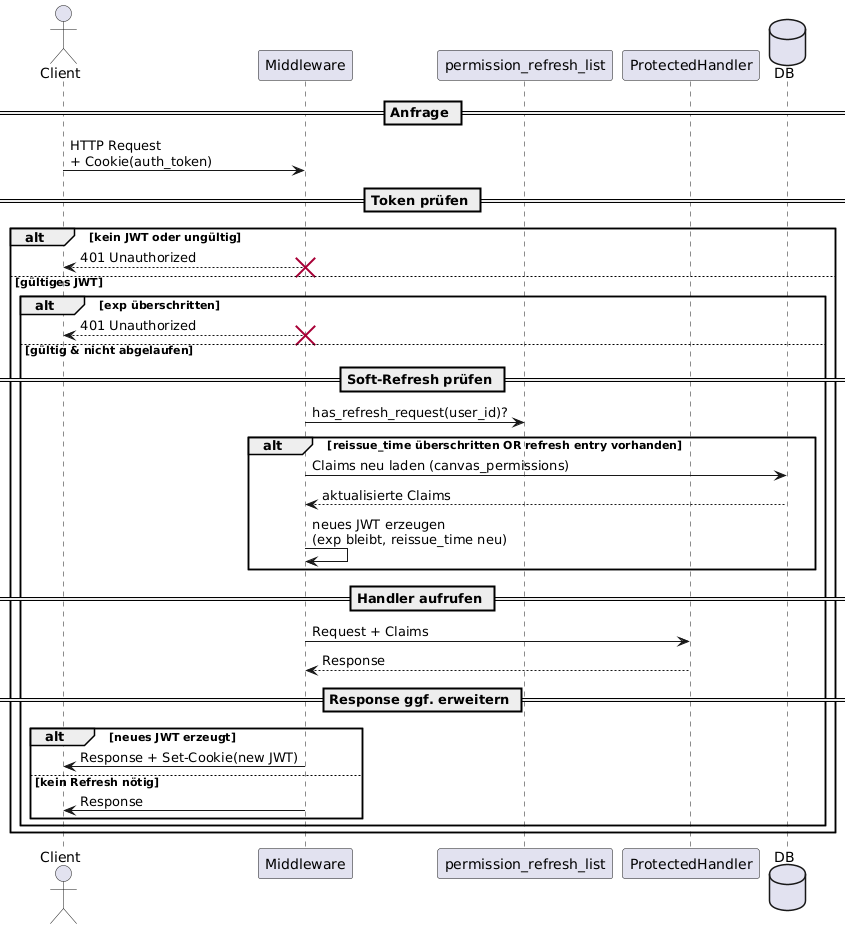 Client
Middleware
permission_refresh_list
ProtectedHandler
DB
Anfrage
HTTP Request
+ Cookie(auth_token)
Token prüfen
alt
[kein JWT oder ungültig]
401 Unauthorized
[gültiges JWT]
alt
[exp überschritten]
401 Unauthorized
[gültig & nicht abgelaufen]
Soft-Refresh prüfen
has_refresh_request(user_id)?
alt
[reissue_time überschritten OR refresh entry vorhanden]
Claims neu laden (canvas_permissions)
aktualisierte Claims
neues JWT erzeugen
(exp bleibt, reissue_time neu)
Handler aufrufen
Request + Claims
Response
Response ggf. erweitern
alt
[neues JWT erzeugt]
Response + Set-Cookie(new JWT)
[kein Refresh nötig]
Response
Client
Middleware
permission_refresh_list
ProtectedHandler
DB